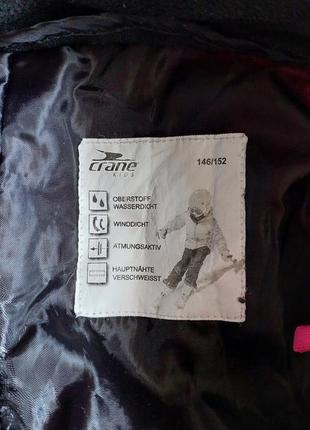 crane
KIDS
146/152
OBERSTOFF
WASSERDICHT
WINDDICHT
ATMUNGSAKTIV
HAUPTNÄHTE
VERSCHWEISST